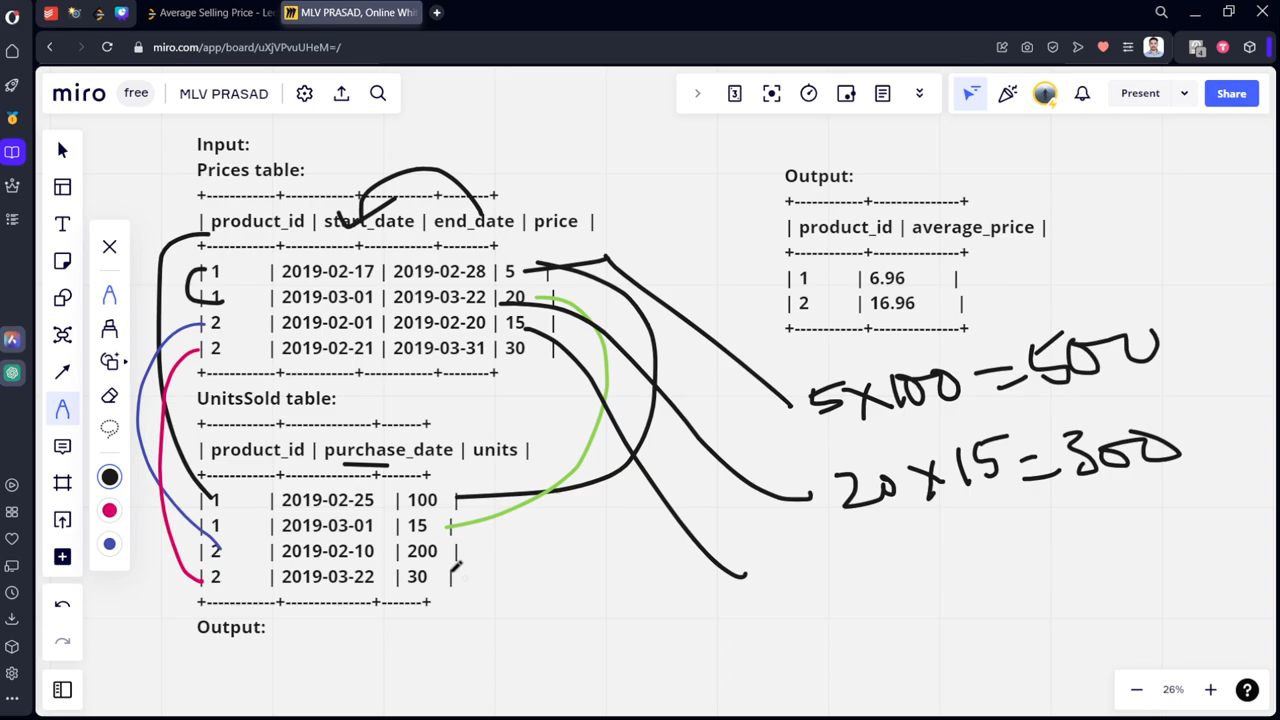 Average Selling Price - Le
MLV PRASAD, Online Whi
miro.com/app/board/uXjVPvuUHeM=/
miro free MLV PRASAD
Present Share
Input:
Prices table:
+------------+------------+------------+--------+
| product_id | start_date | end_date | price |
+------------+------------+------------+--------+
| 1 | 2019-02-17 | 2019-02-28 | 5 |
| 1 | 2019-03-01 | 2019-03-22 | 20 |
| 2 | 2019-02-01 | 2019-02-20 | 15 |
| 2 | 2019-02-21 | 2019-03-31 | 30 |
+------------+------------+------------+--------+
UnitsSold table:
+------------+---------------+-------+
| product_id | purchase_date | units |
+------------+---------------+-------+
| 1 | 2019-02-25 | 100 |
| 1 | 2019-03-01 | 15 |
| 2 | 2019-02-10 | 200 |
| 2 | 2019-03-22 | 30 |
+------------+---------------+-------+
Output:
Output:
+------------+---------------+
| product_id | average_price |
+------------+---------------+
| 1 | 6.96 |
| 2 | 16.96 |
+------------+---------------+
5x100=500
20x15=300
26%